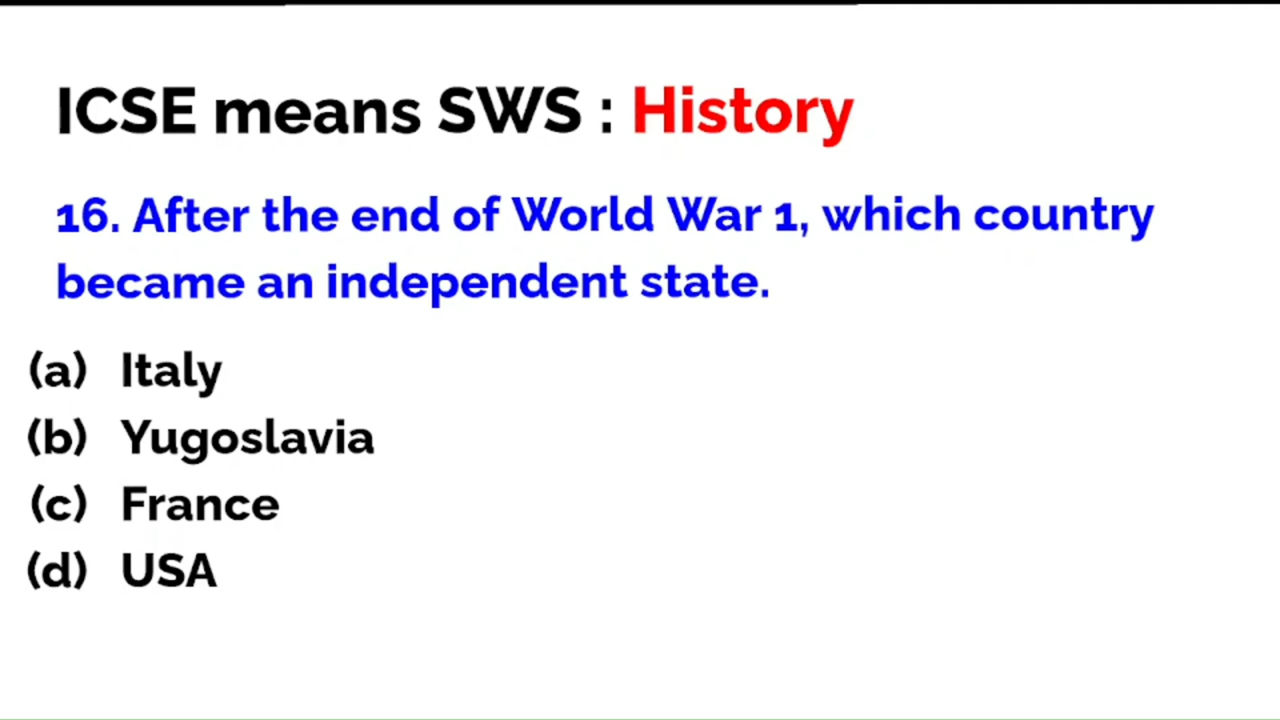 ICSE means SWS : History
16. After the end of World War 1, which country
became an independent state.
(a) Italy
(b) Yugoslavia
(c) France
(d) USA